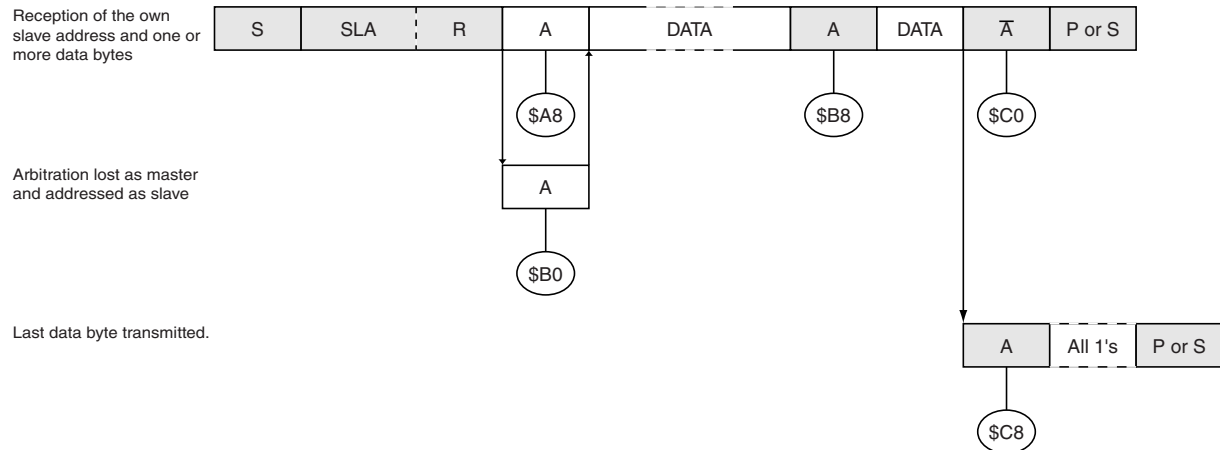 Reception of the own
slave address and one or
more data bytes
S SLA R A DATA A DATA A̅ P or S
$A8 $B8 $C0
Arbitration lost as master
and addressed as slave
A
$B0
Last data byte transmitted.
A All 1's P or S
$C8